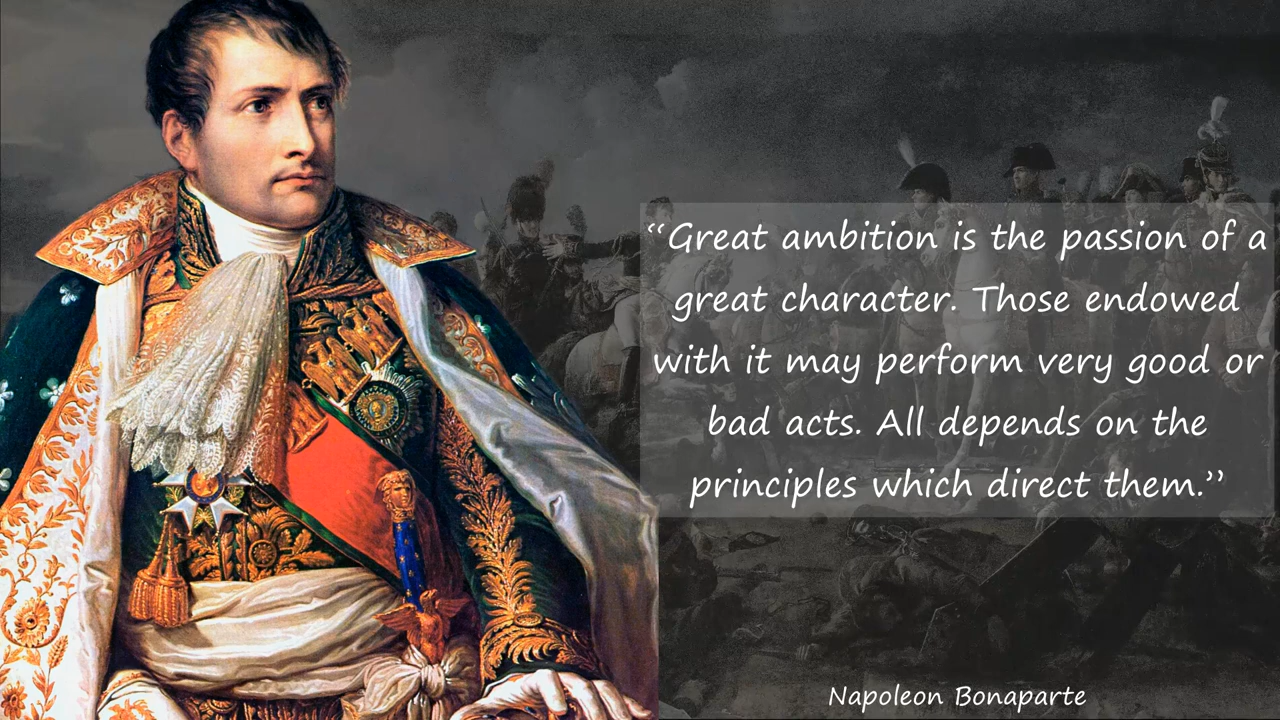 “Great ambition is the passion of a
great character. Those endowed
with it may perform very good or
bad acts. All depends on the
principles which direct them.”
Napoleon Bonaparte